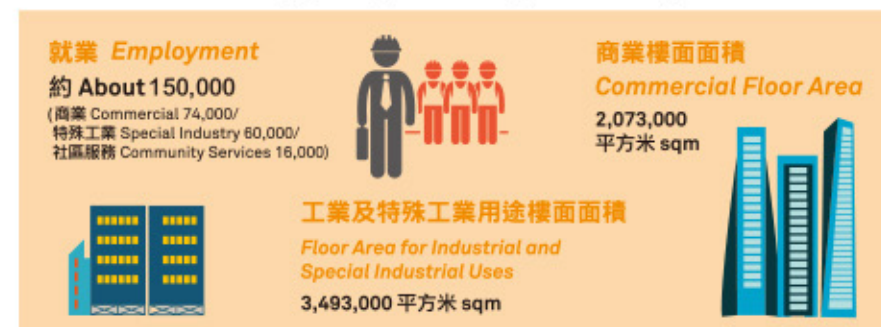 就業 Employment
約 About 150,000
(商業 Commercial 74,000/
特殊工業 Special Industry 60,000/
社區服務 Community Services 16,000)
商業樓面面積
Commercial Floor Area
2,073,000
平方米 sqm
工業及特殊工業用途樓面面積
Floor Area for Industrial and
Special Industrial Uses
3,493,000 平方米 sqm